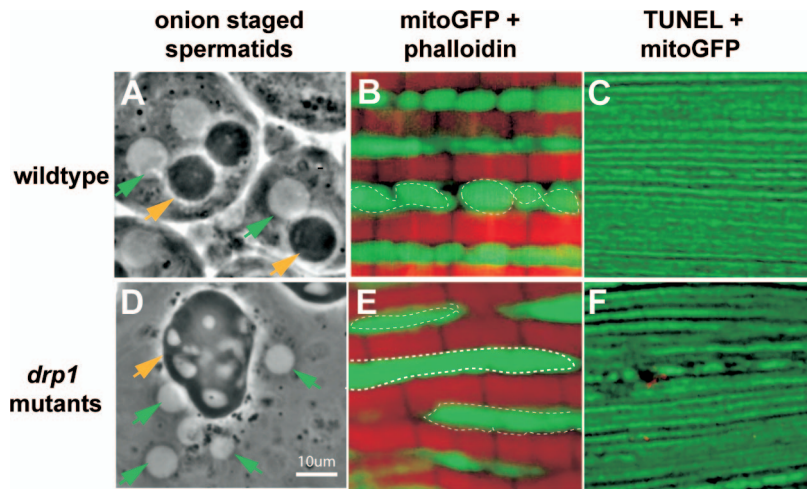 onion staged
spermatids
mitoGFP +
phalloidin
TUNEL +
mitoGFP
wildtype
A
B
C
drp1
mutants
D
E
F
10um